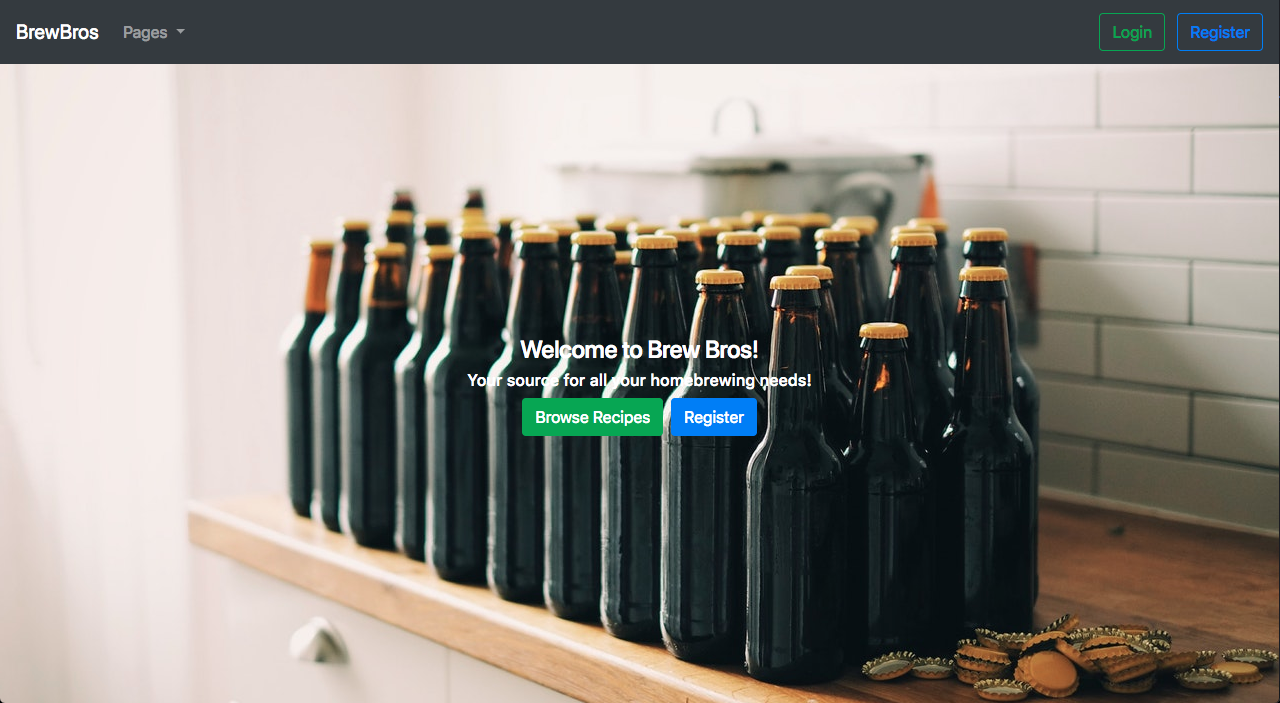 BrewBros Pages Login Register
Welcome to Brew Bros!
Your source for all your homebrewing needs!
Browse Recipes Register